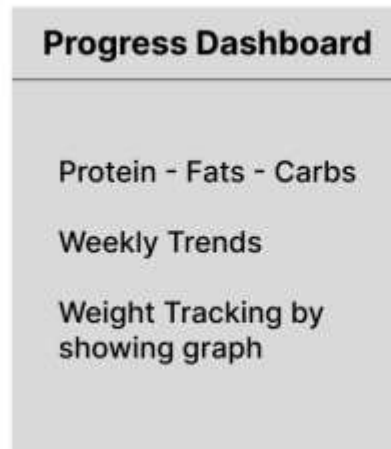 Progress Dashboard
Protein - Fats - Carbs
Weekly Trends
Weight Tracking by
showing graph